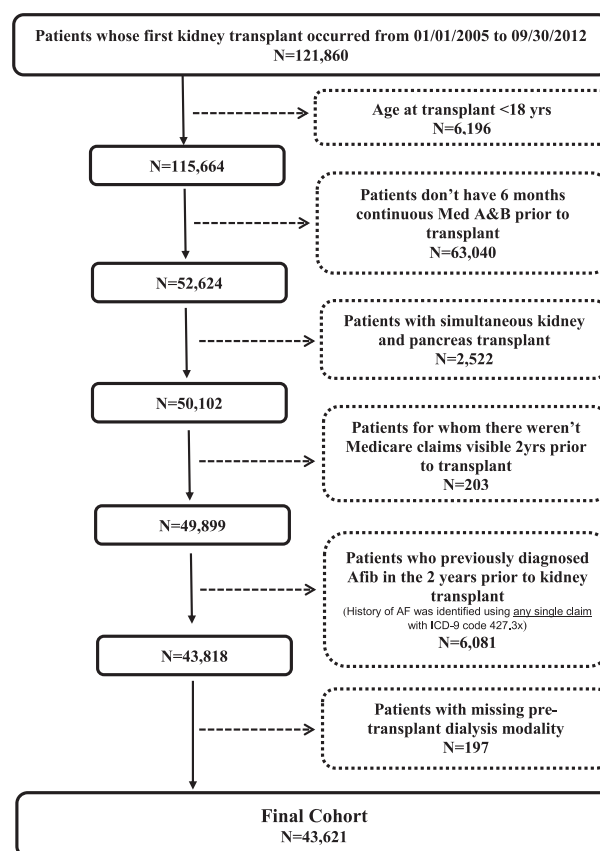 Patients whose first kidney transplant occurred from 01/01/2005 to 09/30/2012
N=121,860
Age at transplant <18 yrs
N=6,196
N=115,664
Patients don't have 6 months
continuous Med A&B prior to
transplant
N=63,040
N=52,624
Patients with simultaneous kidney
and pancreas transplant
N=2,522
N=50,102
Patients for whom there weren't
Medicare claims visible 2yrs prior
to transplant
N=203
N=49,899
Patients who previously diagnosed
Afib in the 2 years prior to kidney
transplant
(History of AF was identified using any single claim
with ICD-9 code 427.3x)
N=6,081
N=43,818
Patients with missing pre-
transplant dialysis modality
N=197
Final Cohort
N=43,621